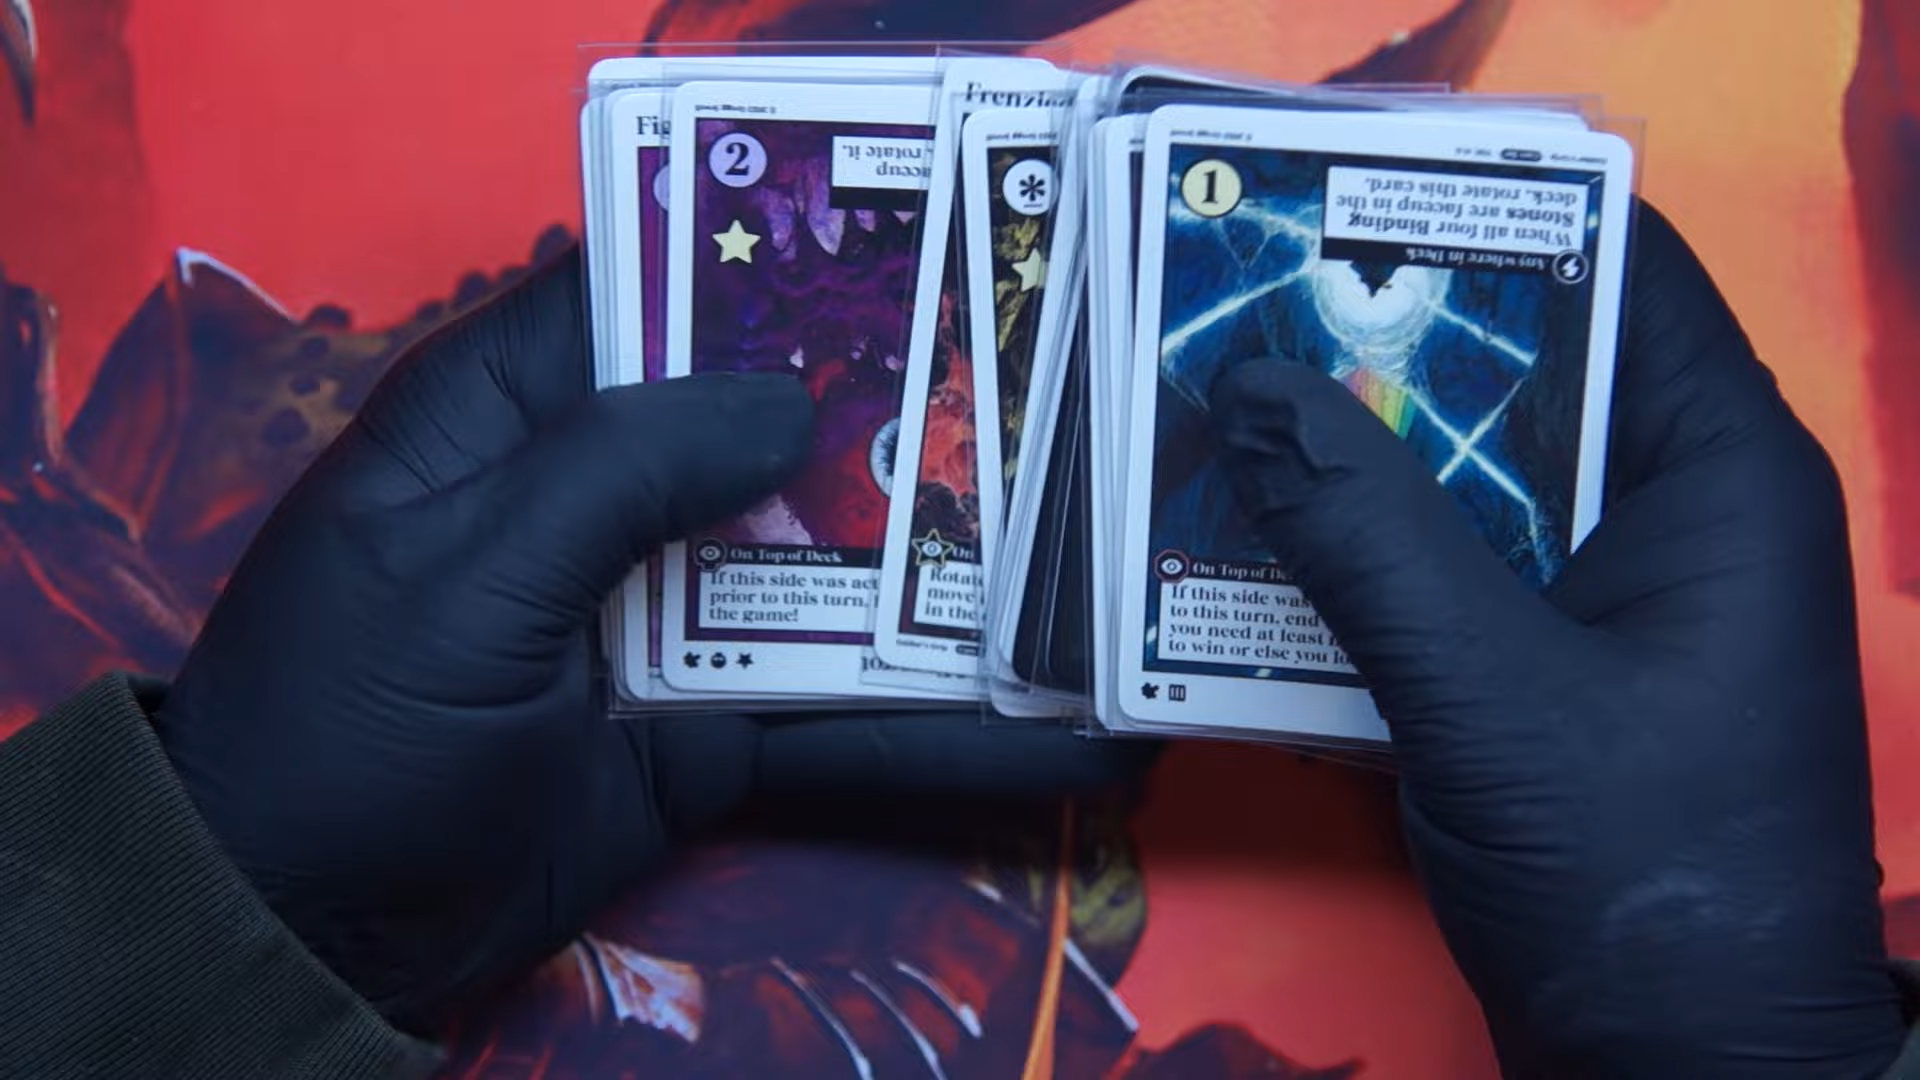 Fig
2
rotate it.
On Top of Deck
If this side was act
prior to this turn,
the game!
Frenzied
On
Rotate
move
in the
*
1
When all four Binding
Stones are faceup in the
deck, rotate this card.
Anywhere in Deck
On Top of De
If this side was
to this turn, end
you need at least
to win or else you lo